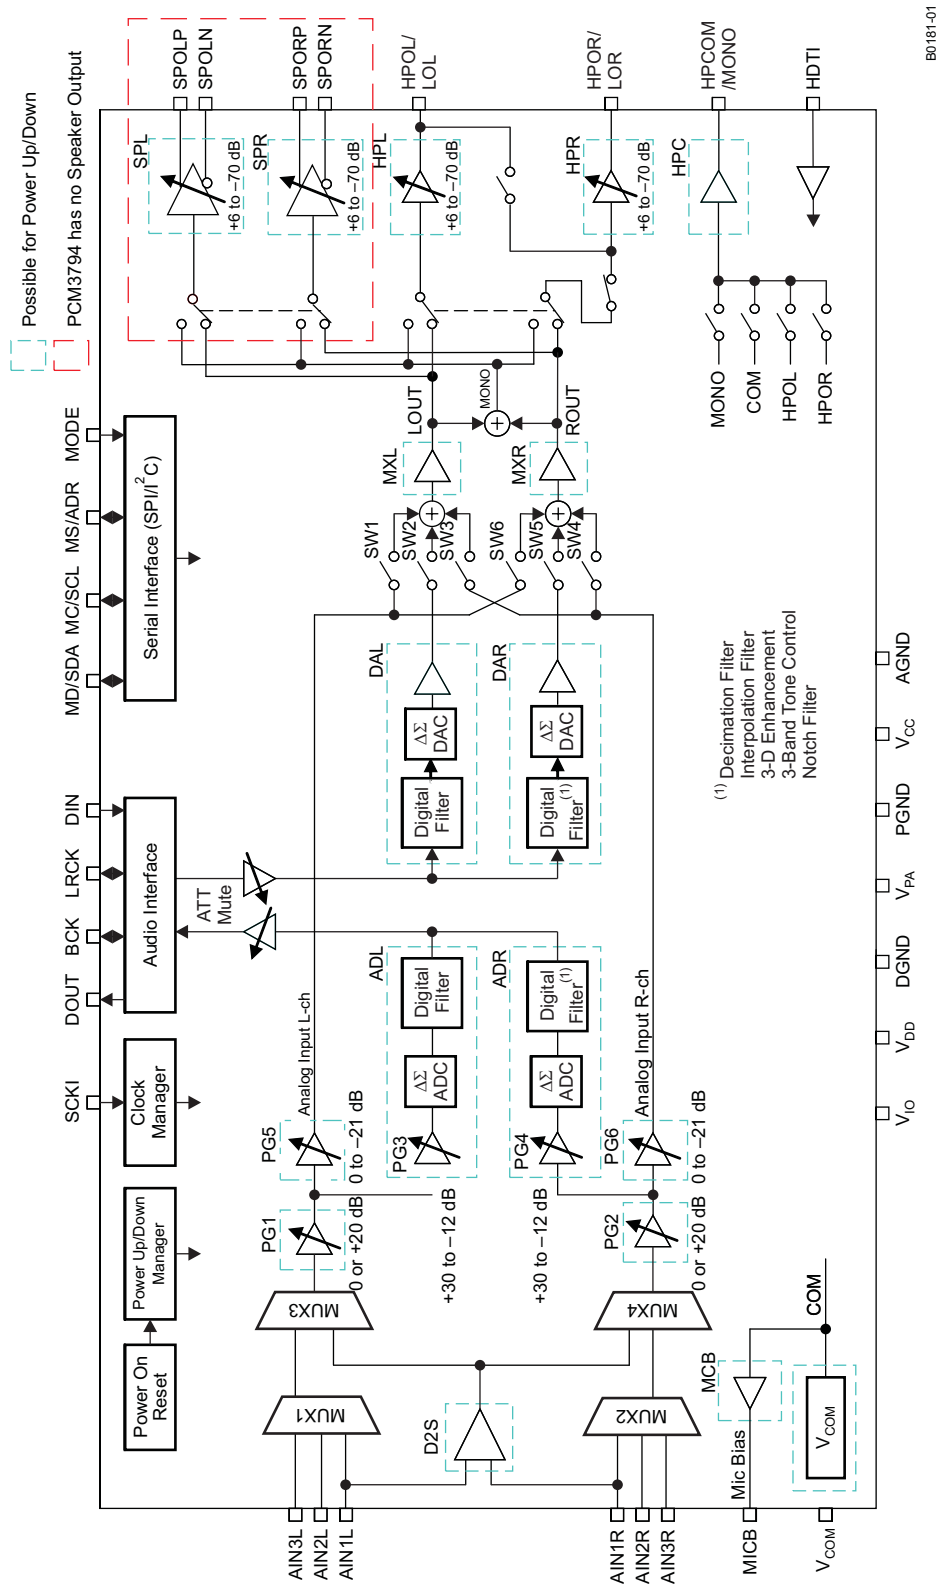 Possible for Power Up/Down
PCM3794 has no Speaker Output
B0181-01
SPOLP
SPOLN
SPORP
SPORN
HPOL/
LOL
HPOR/
LOR
HPCOM
/MONO
HDTI
SPL
+6 to –70 dB
SPR
+6 to –70 dB
HPL
+6 to –70 dB
HPR
+6 to –70 dB
HPC
MONO
COM
HPOL
HPOR
MODE
MS/ADR
MC/SCL
MD/SDA
Serial Interface (SPI/I²C)
LOUT
MONO
ROUT
MXL
MXR
+
+
+
SW1
SW2
SW3
SW6
SW5
SW4
DAL
ΔΣ
DAC
Digital
Filter
DAR
ΔΣ
DAC
Digital
Filter(1)
(1) Decimation Filter
Interpolation Filter
3-D Enhancement
3-Band Tone Control
Notch Filter
DIN
LRCK
BCK
DOUT
Audio Interface
ATT
Mute
ADL
Digital
Filter
ΔΣ
ADC
PG3
ADR
Digital
Filter(1)
ΔΣ
ADC
PG4
Analog Input L-ch
Analog Input R-ch
SCKI
Clock
Manager
PG5
0 to –21 dB
PG6
0 to –21 dB
PG1
0 or +20 dB
PG2
0 or +20 dB
+30 to –12 dB
+30 to –12 dB
Power Up/Down
Manager
Power On
Reset
MUX3
MUX4
MUX1
MUX2
D2S
MCB
Mic Bias
COM
VCOM
AIN3L
AIN2L
AIN1L
AIN1R
AIN2R
AIN3R
MICB
VCOM
AGND
VCC
PGND
VPA
DGND
VDD
VIO